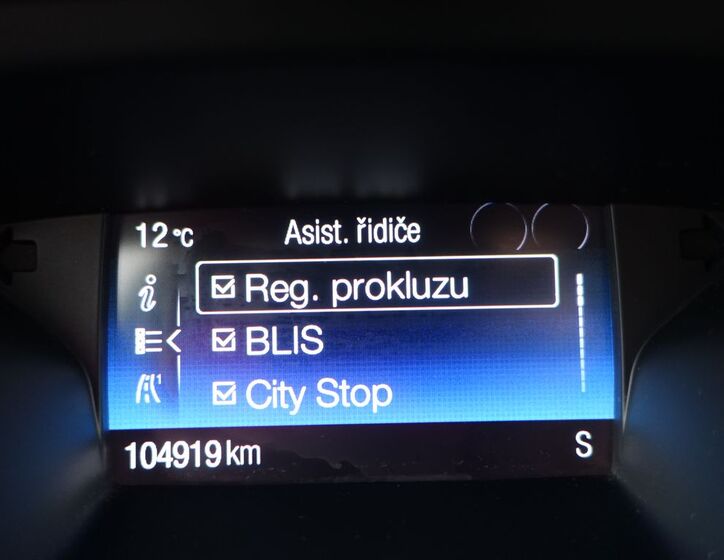 12°C Asist. řidiče
Reg. prokluzu
BLIS
City Stop
104919 km S